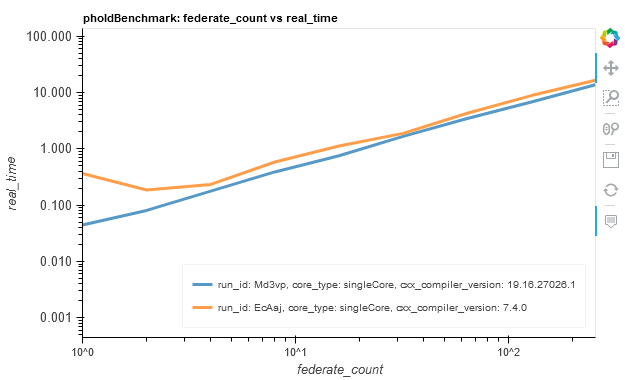 pholdBenchmark: federate_count vs real_time
100.000
10.000
1.000
0.100
0.010
0.001
real_time
run_id: Md3vp, core_type: singleCore, cxx_compiler_version: 19.16.27026.1
run_id: EcAaj, core_type: singleCore, cxx_compiler_version: 7.4.0
10^0
10^1
10^2
federate_count